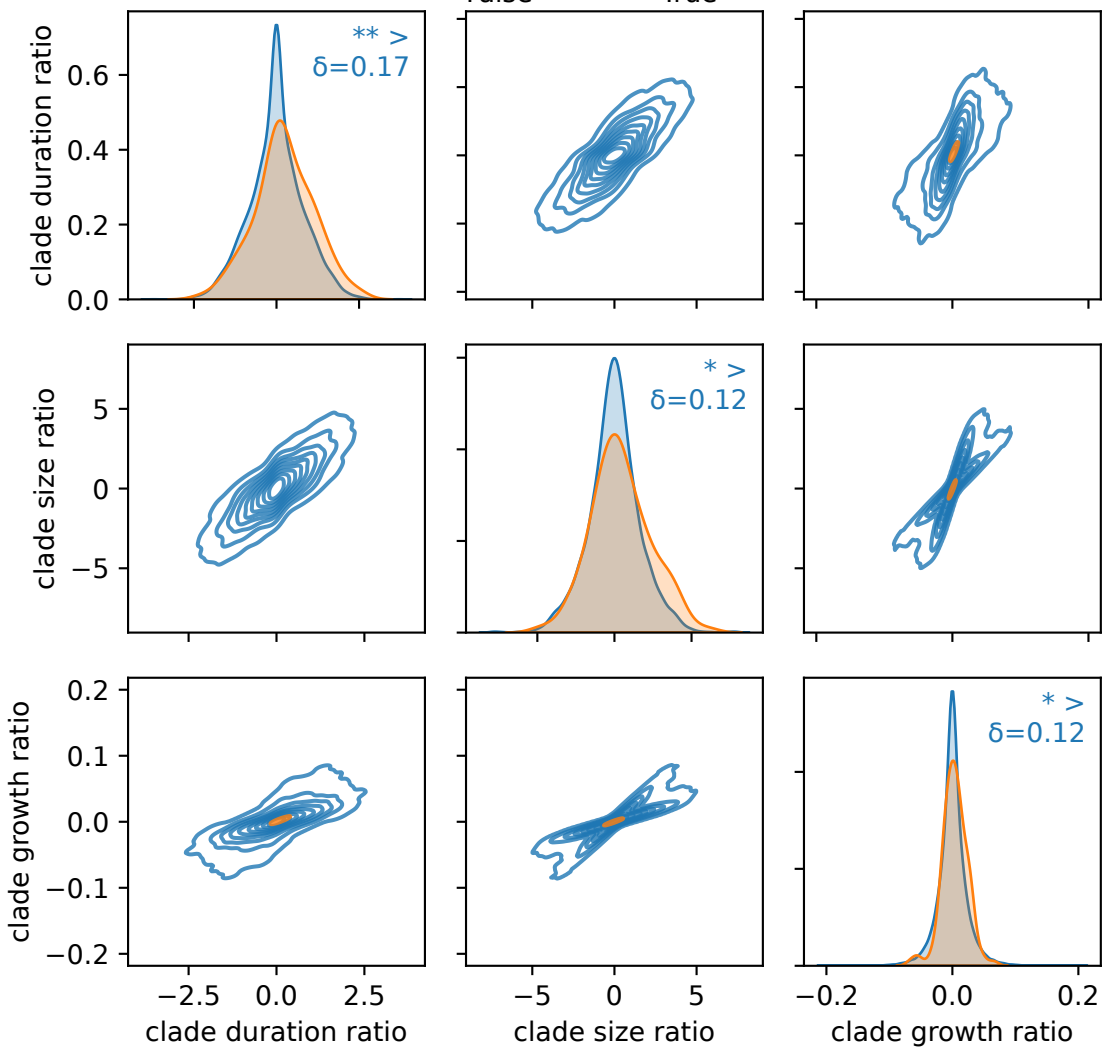 clade duration ratio
0.6
0.4
0.2
0.0
** >
δ=0.17
clade size ratio
5
0
−5
* >
δ=0.12
clade growth ratio
0.2
0.1
0.0
−0.1
−0.2
* >
δ=0.12
−2.5 0.0 2.5
−5 0 5
−0.2 0.0 0.2
clade duration ratio
clade size ratio
clade growth ratio